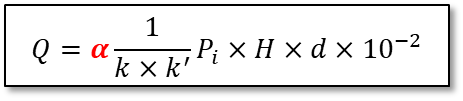 Q = α 1/(k × k′) Pᵢ × H × d × 10⁻²